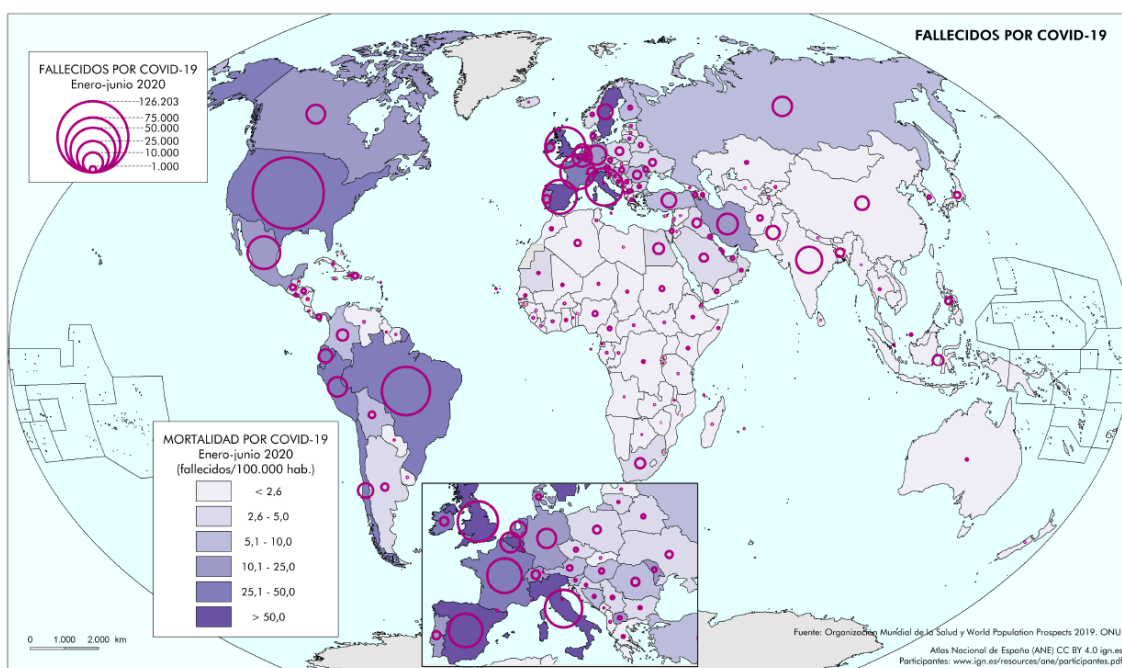 FALLECIDOS POR COVID-19
FALLECIDOS POR COVID-19
Enero-junio 2020
126.203
75.000
50.000
25.000
10.000
1.000
MORTALIDAD POR COVID-19
Enero-junio 2020
(fallecidos/100.000 hab.)
< 2,6
2,6 - 5,0
5,1 - 10,0
10,1 - 25,0
25,1 - 50,0
> 50,0
0 1.000 2.000 km
Fuente: Organización Mundial de la Salud y World Population Prospects 2019. ONU
Atlas Nacional de España (ANE) CC BY 4.0 ign.es
Participantes: www.ign.es/resources/ane/participantes.pdf